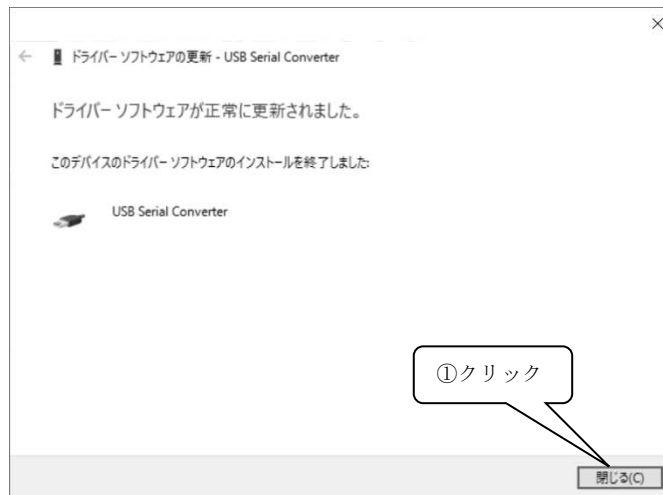 ドライバー ソフトウェアの更新 - USB Serial Converter
ドライバー ソフトウェアが正常に更新されました。
このデバイスのドライバー ソフトウェアのインストールを終了しました:
USB Serial Converter
①クリック
閉じる(C)